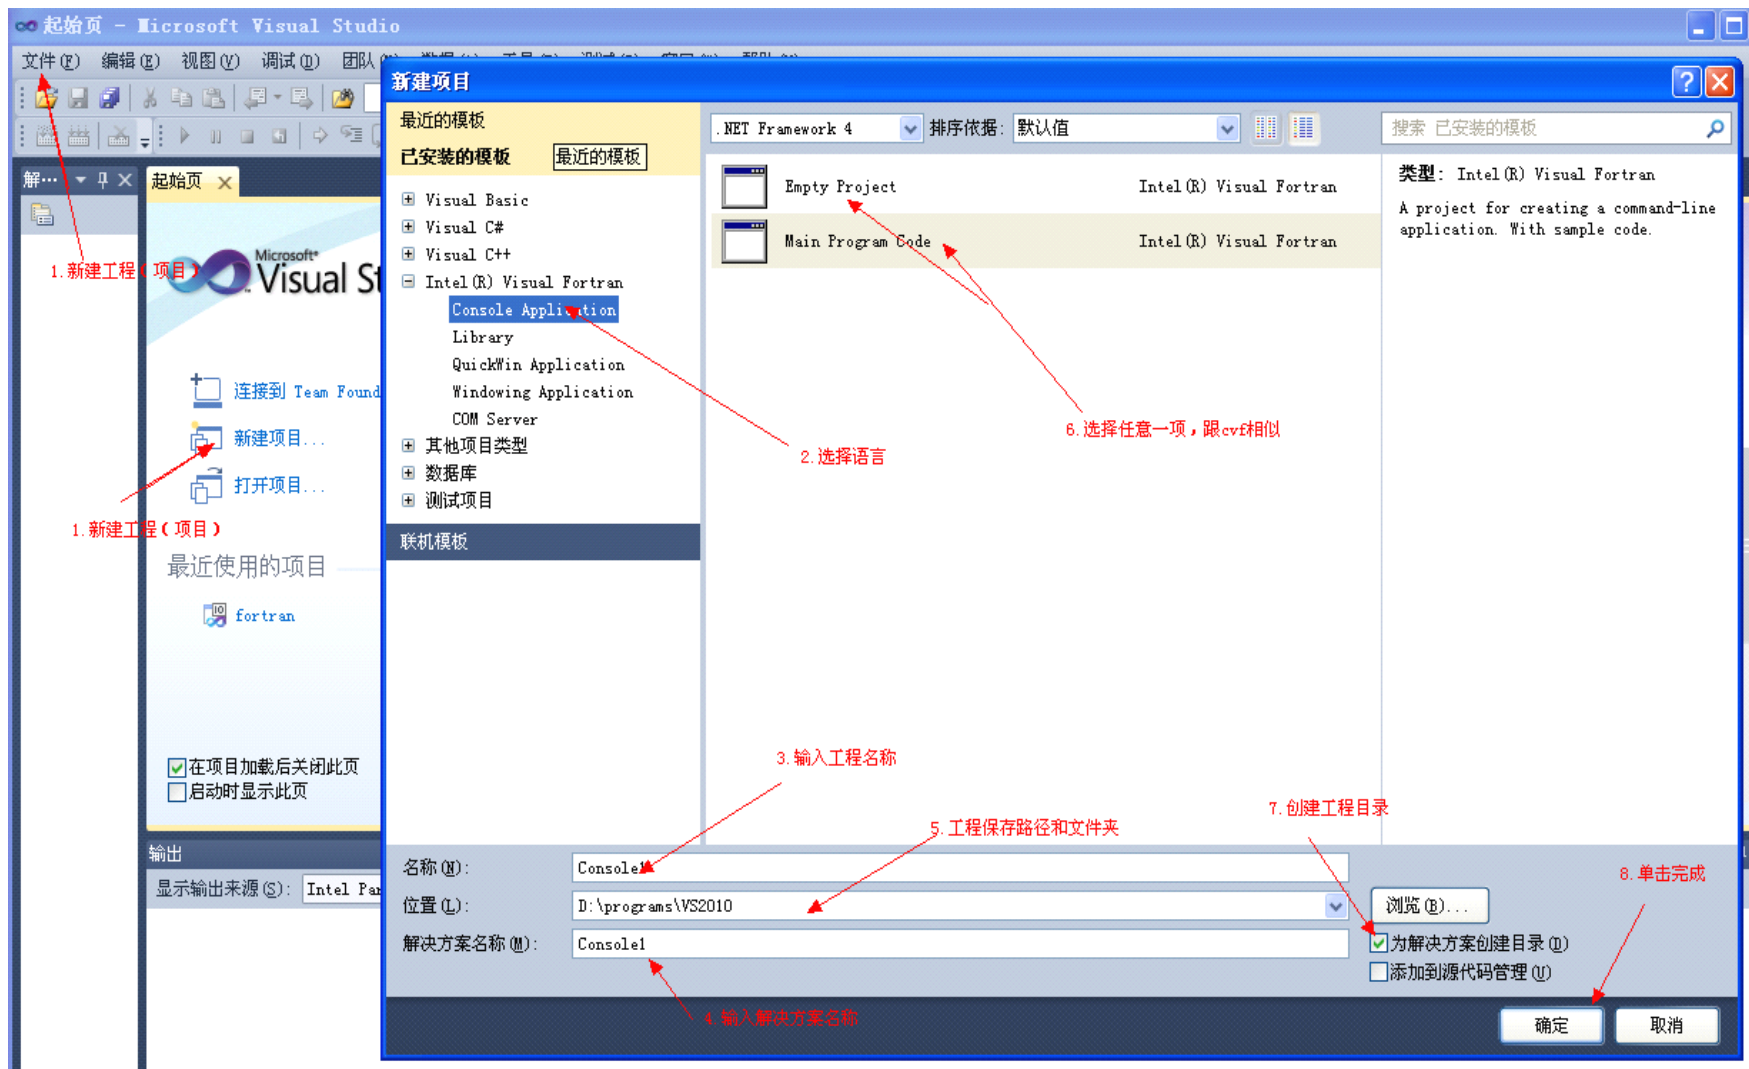 起始页 - Microsoft Visual Studio
文件(F) 编辑(E) 视图(V) 调试(D) 团队
新建项目
最近的模板
已安装的模板
最近的模板
.NET Framework 4
排序依据:
默认值
搜索 已安装的模板
解…
起始页
Visual Basic
Visual C#
Visual C++
Intel(R) Visual Fortran
Console Application
Library
QuickWin Application
Windowing Application
COM Server
其他项目类型
数据库
测试项目
联机模板
Empty Project Intel(R) Visual Fortran
Main Program Code Intel(R) Visual Fortran
类型: Intel(R) Visual Fortran
A project for creating a command-line
application. With sample code.
1.新建工程(项目)
Microsoft
Visual St
连接到 Team Found
新建项目...
打开项目...
1.新建工程(项目)
最近使用的项目
fortran
2.选择语言
6.选择任意一项，跟cvf相似
在项目加载后关闭此页
启动时显示此页
3.输入工程名称
5.工程保存路径和文件夹
7.创建工程目录
8.单击完成
输出
显示输出来源(S): Intel Par
名称(N): Console1
位置(L): D:\programs\VS2010
浏览(B)...
解决方案名称(M): Console1
为解决方案创建目录(D)
添加到源代码管理(U)
4.输入解决方案名称
确定
取消